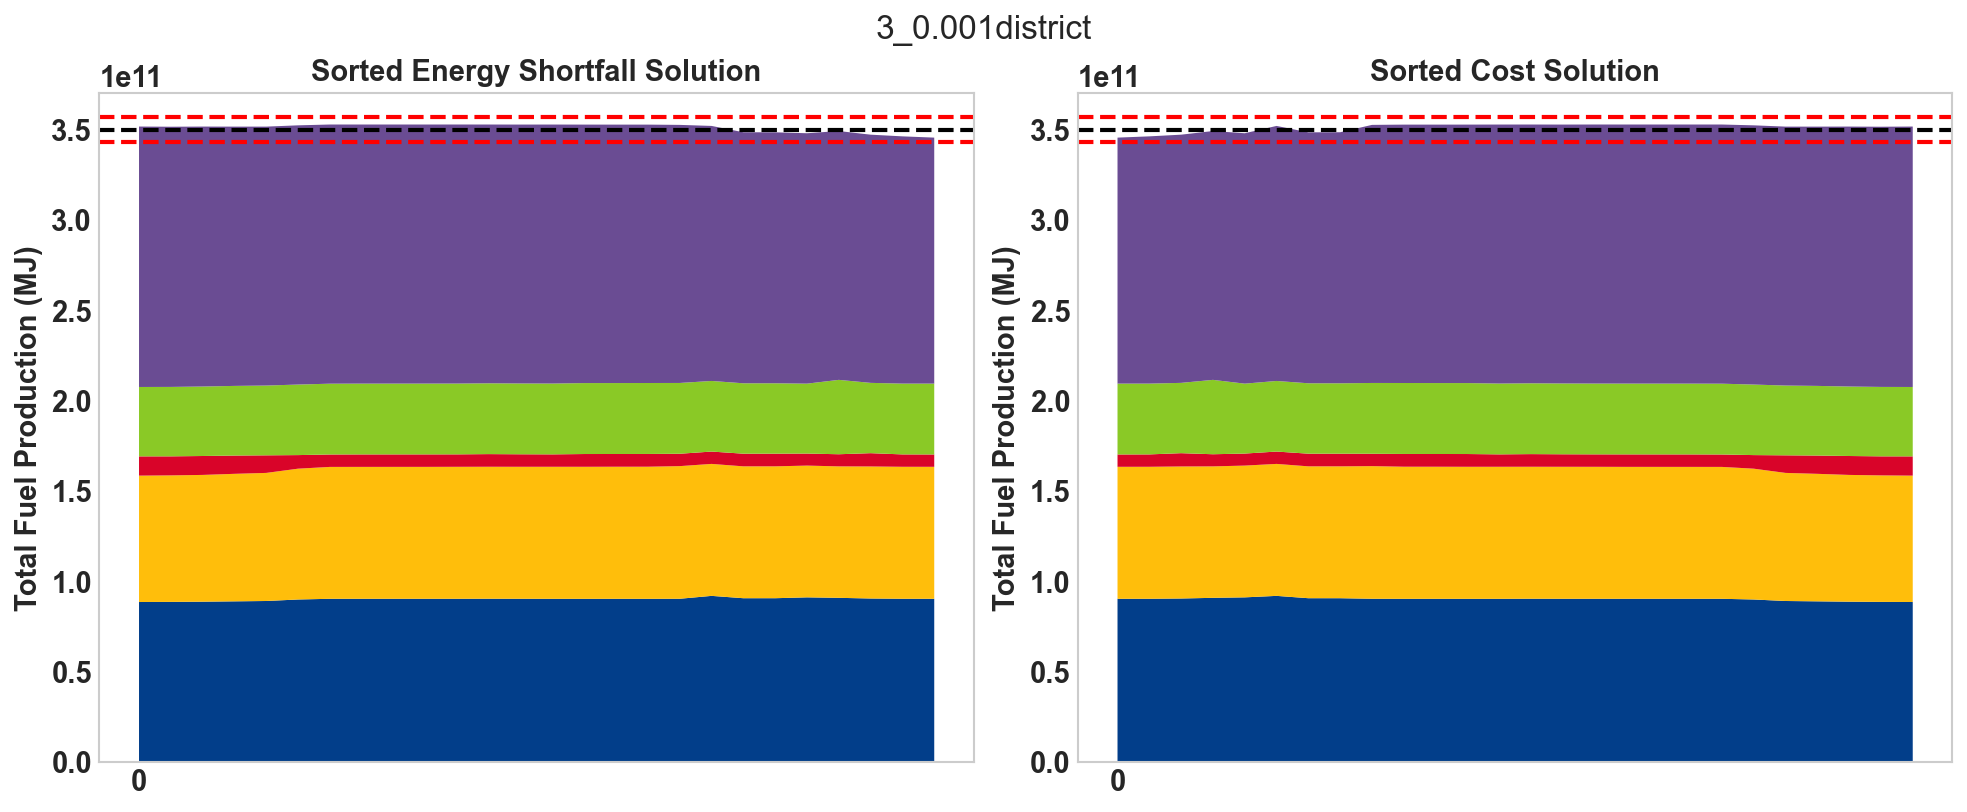 3_0.001district
Sorted Energy Shortfall Solution
1e11
Total Fuel Production (MJ)
3.5
3.0
2.5
2.0
1.5
1.0
0.5
0.0
0
Sorted Cost Solution
1e11
Total Fuel Production (MJ)
3.5
3.0
2.5
2.0
1.5
1.0
0.5
0.0
0